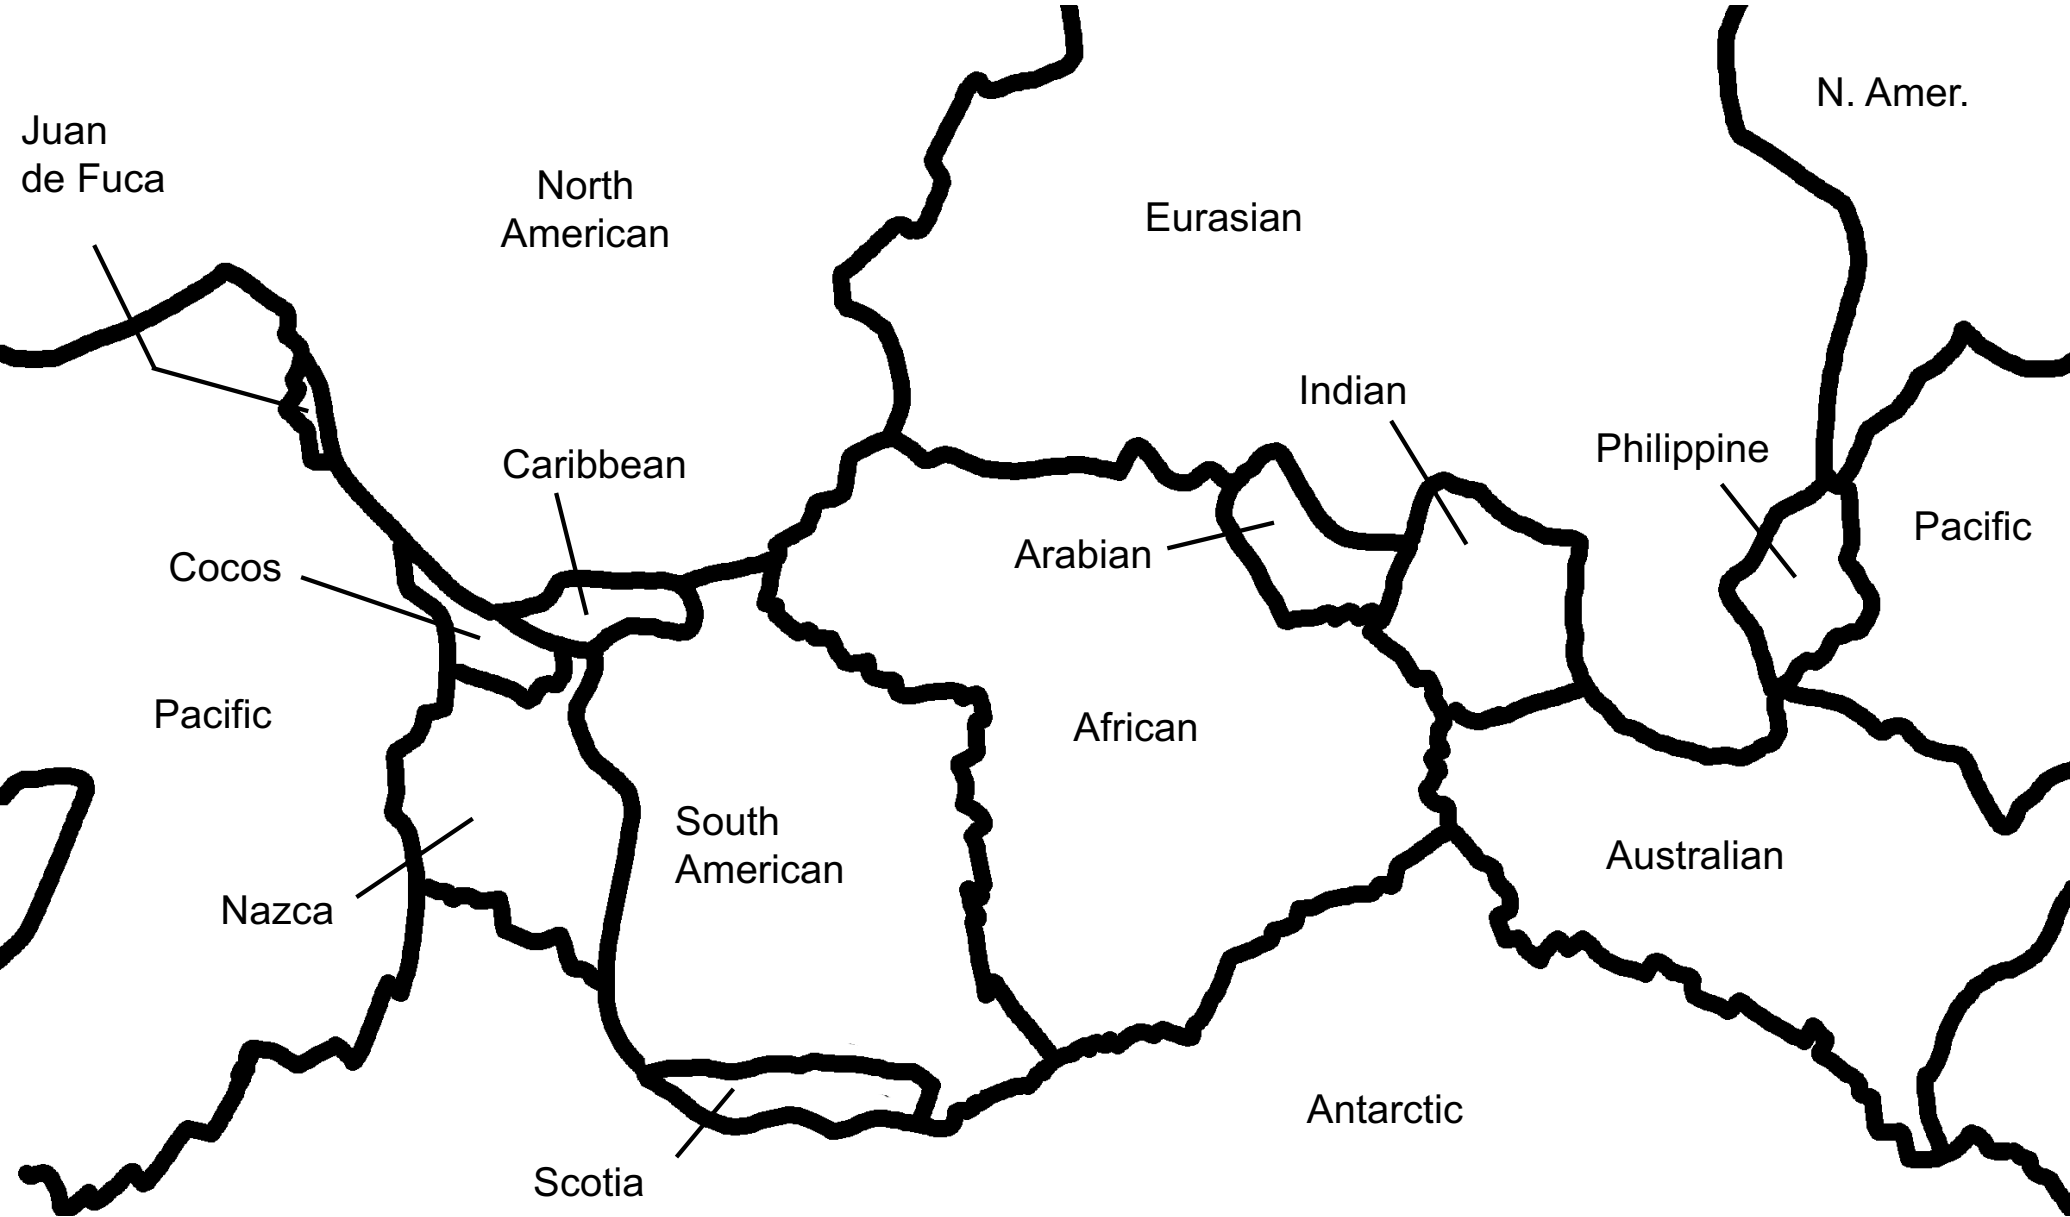 N. Amer.
Juan
de Fuca
North
American
Eurasian
Indian
Philippine
Caribbean
Pacific
Arabian
Cocos
Pacific
African
South
American
Australian
Nazca
Antarctic
Scotia